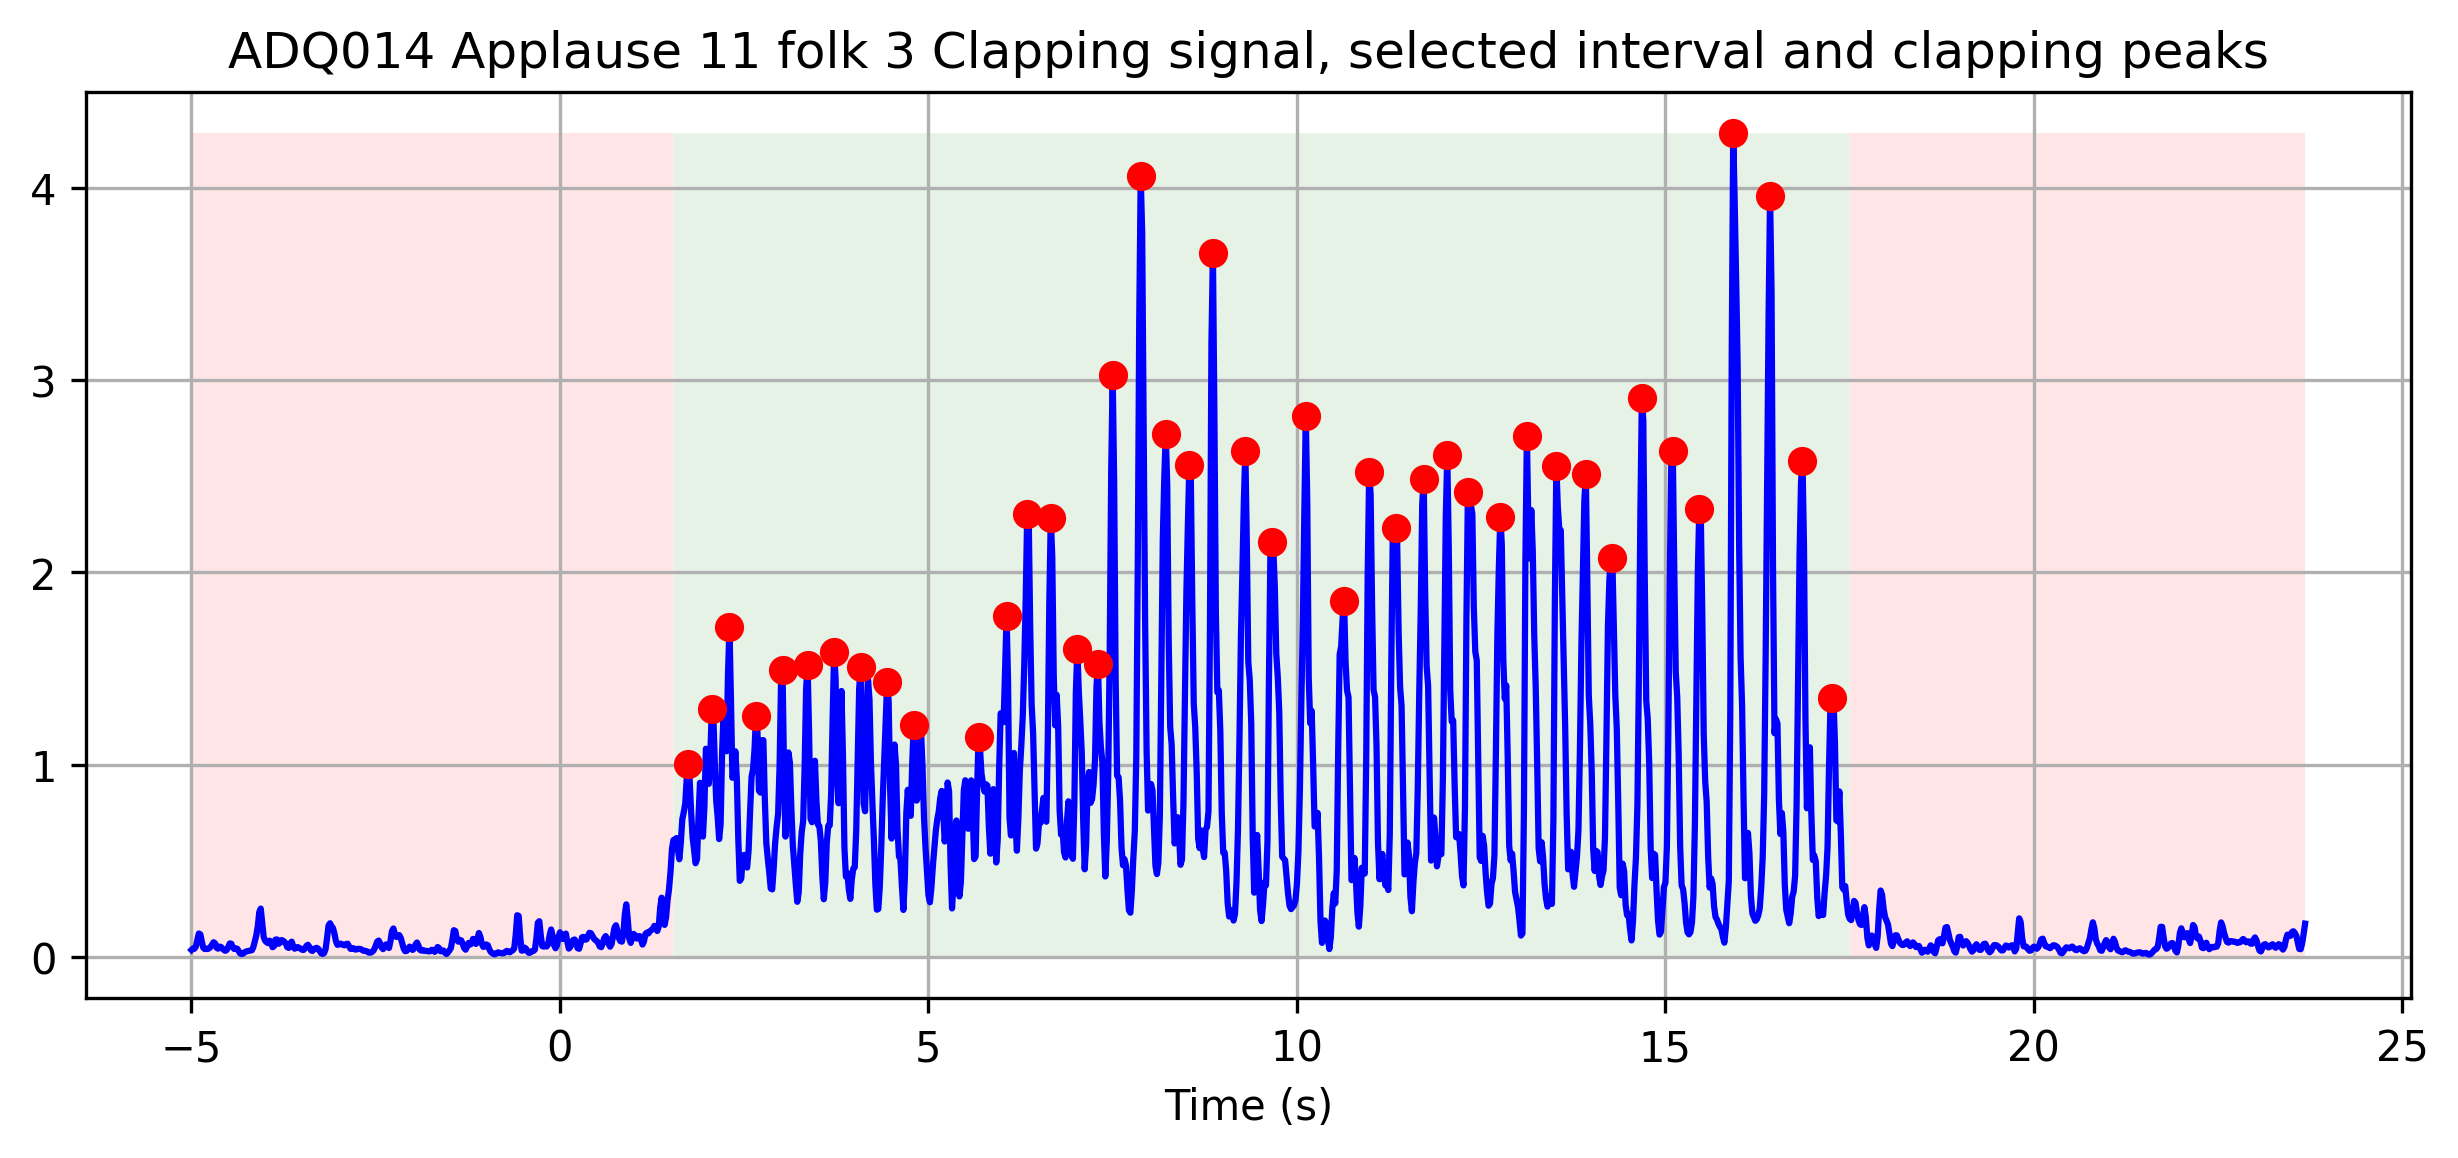 ADQ014 Applause 11 folk 3 Clapping signal, selected interval and clapping peaks
4
3
2
1
0
−5 0 5 10 15 20 25
Time (s)